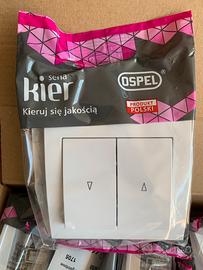 seria
kier
Kieruj się jakością
OSPEL
PRODUKT
POLSKI